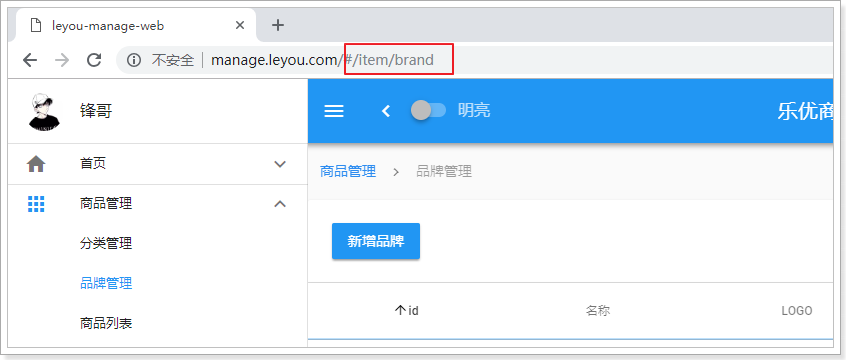 leyou-manage-web
不安全 manage.leyou.com/#/item/brand
锋哥
明亮
乐优商
首页
商品管理 > 品牌管理
商品管理
分类管理
新增品牌
品牌管理
id 名称 LOGO
商品列表